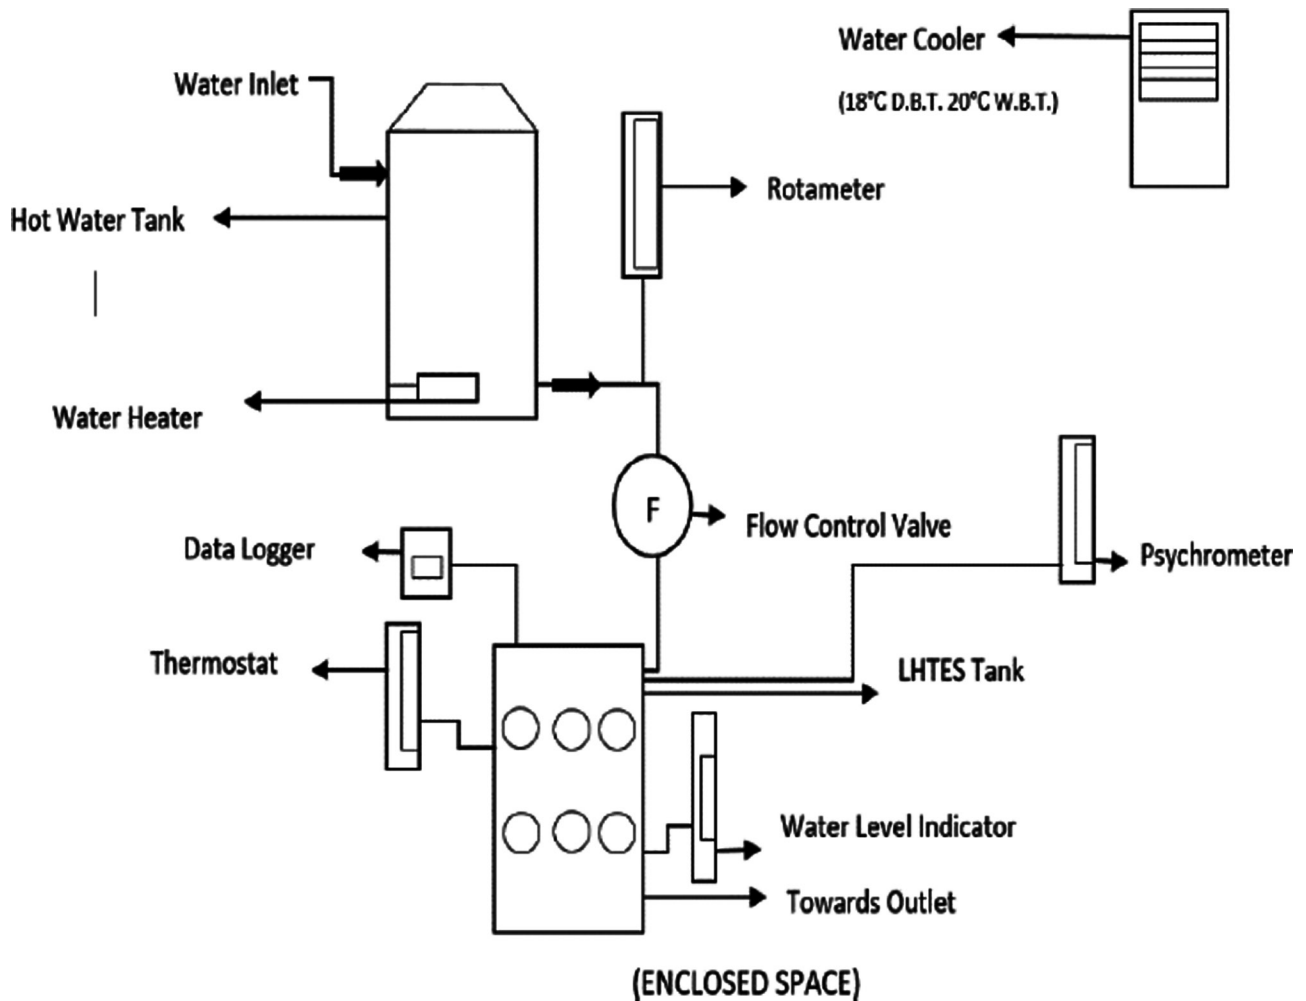 Water Cooler
(18°C D.B.T. 20°C W.B.T.)
Water Inlet
Rotameter
Hot Water Tank
Water Heater
F
Flow Control Valve
Data Logger
Psychrometer
Thermostat
LHTES Tank
Water Level Indicator
Towards Outlet
(ENCLOSED SPACE)